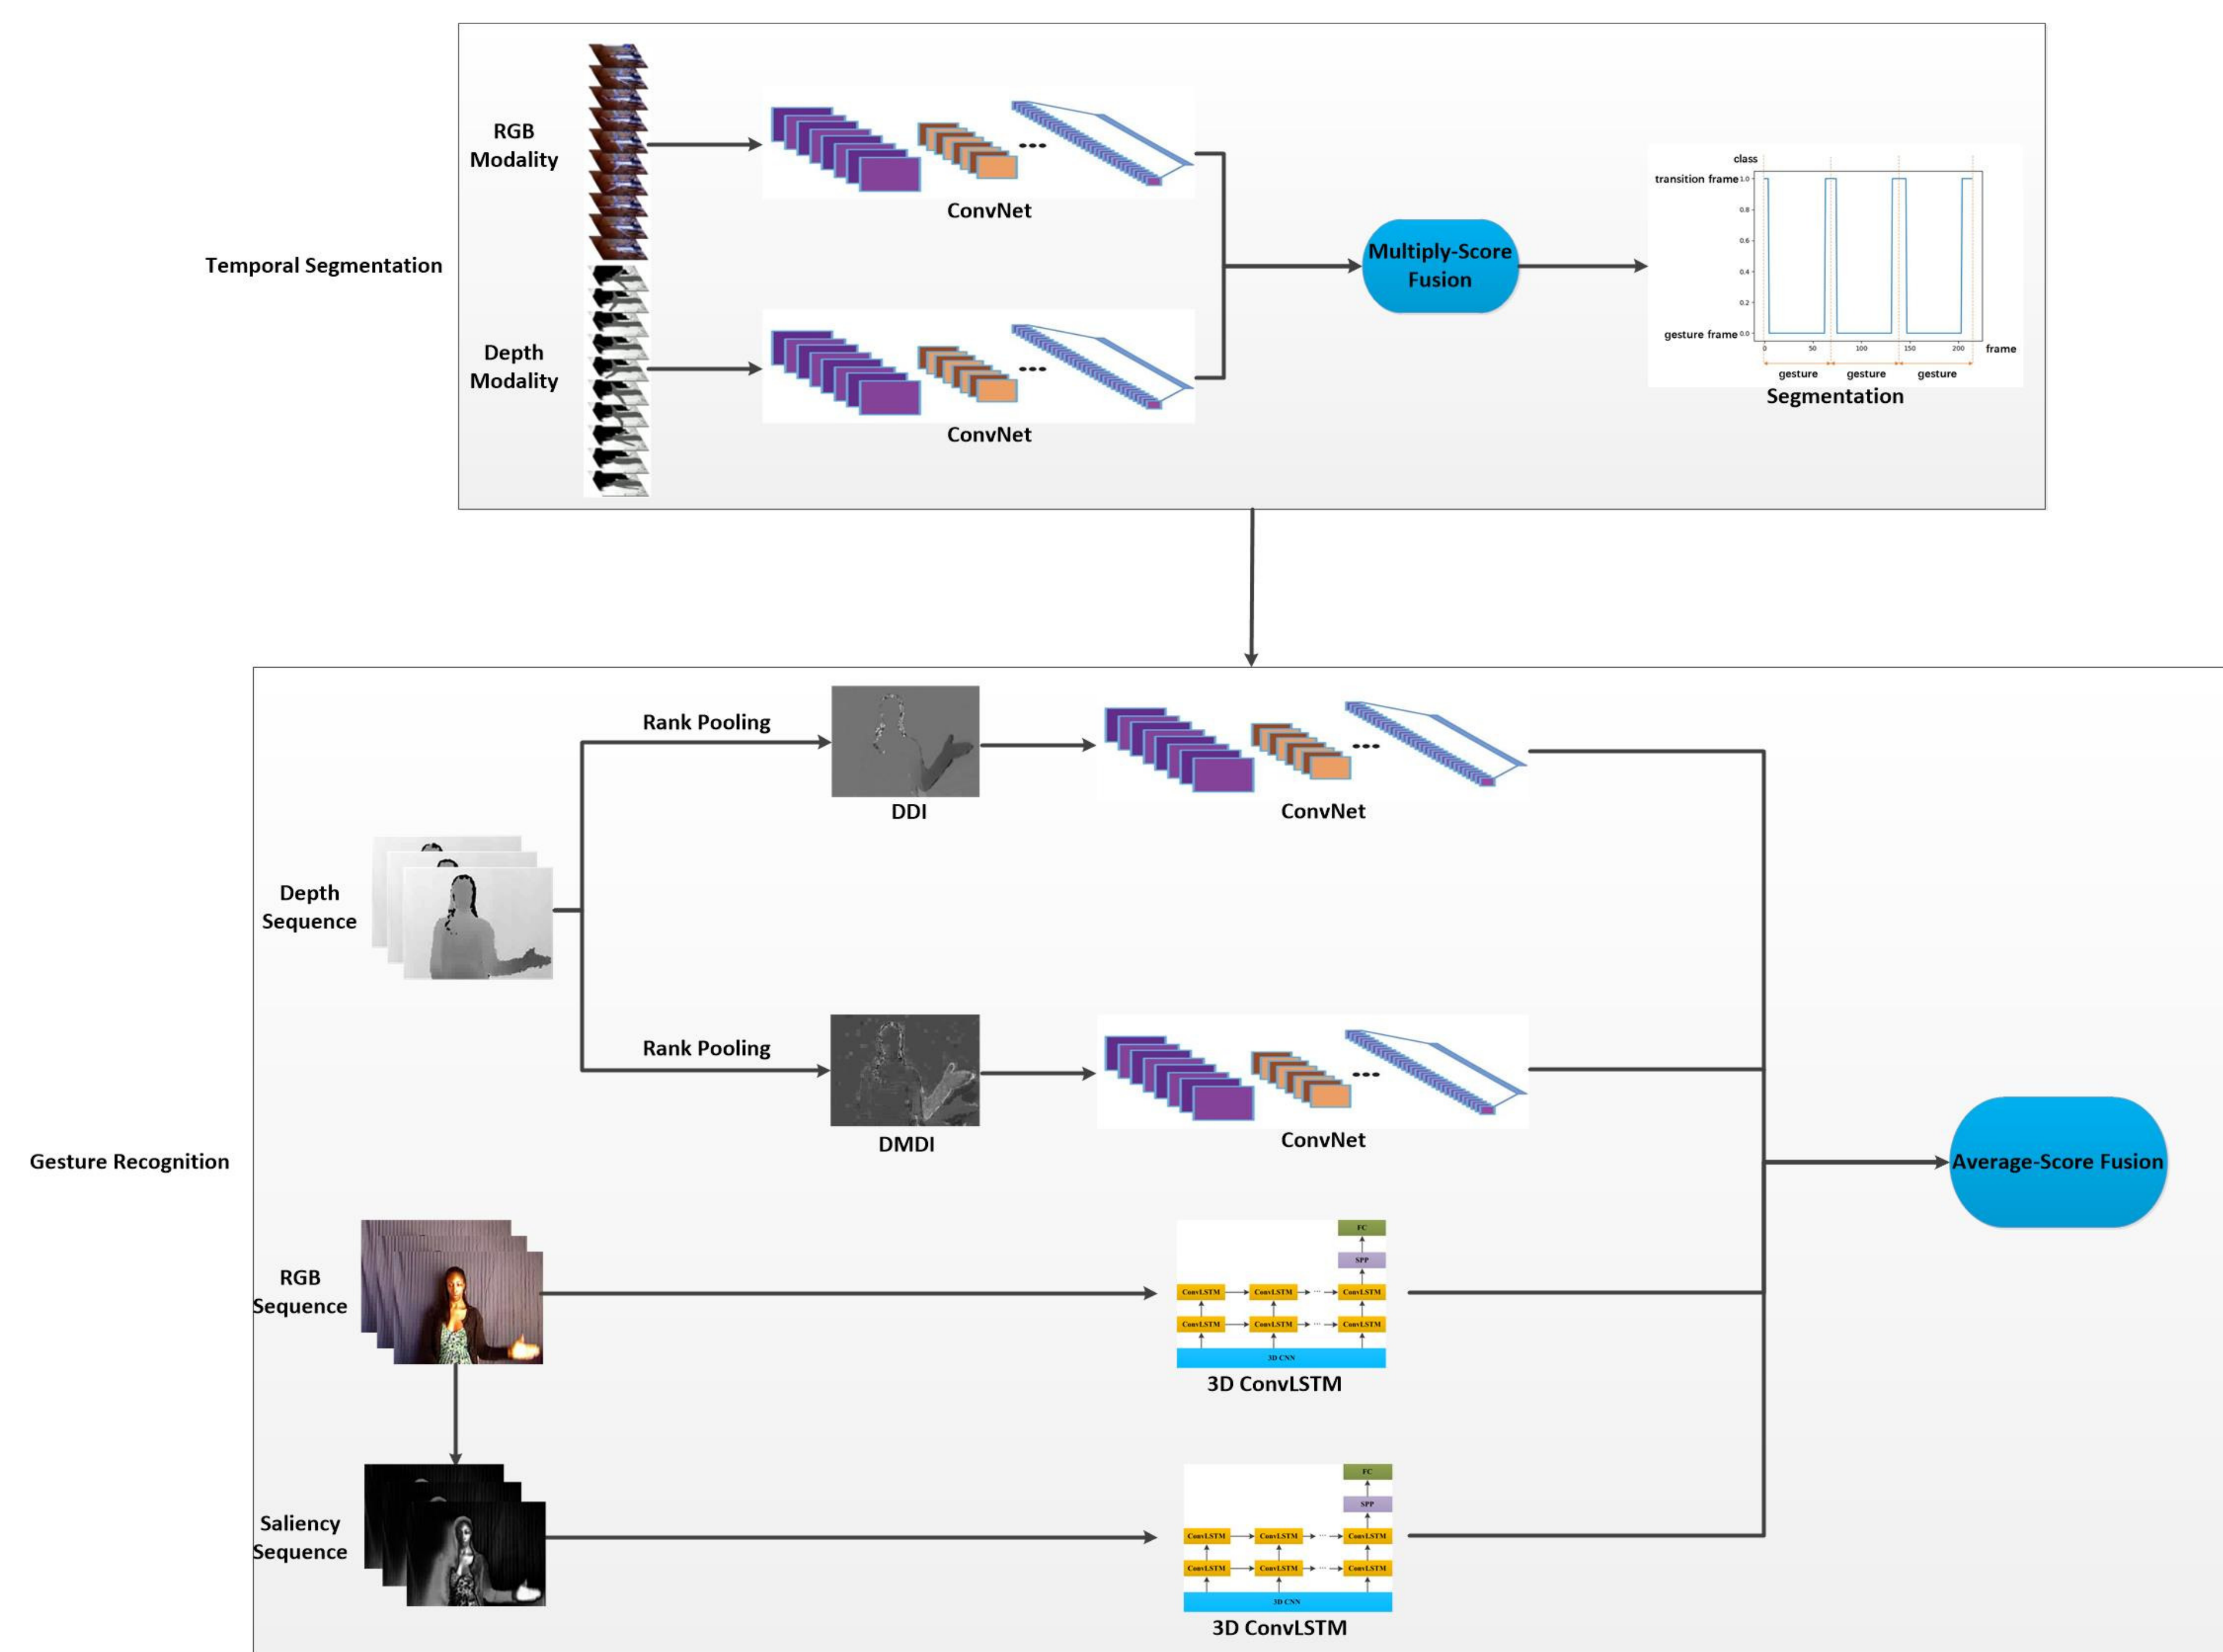 RGB
Modality
ConvNet
Temporal Segmentation
Depth
Modality
ConvNet
Multiply-Score
Fusion
class
transition frame 1.0
0.8
0.6
0.4
0.2
gesture frame 0.0
0 50 100 150 200 frame
gesture gesture gesture
Segmentation
Rank Pooling
DDI
ConvNet
Depth
Sequence
Rank Pooling
DMDI
ConvNet
Gesture Recognition
Average-Score Fusion
RGB
Sequence
FC
SPP
ConvLSTM ConvLSTM ... ConvLSTM
ConvLSTM ConvLSTM ... ConvLSTM
3D CNN
3D ConvLSTM
Saliency
Sequence
FC
SPP
ConvLSTM ConvLSTM ... ConvLSTM
ConvLSTM ConvLSTM ... ConvLSTM
3D CNN
3D ConvLSTM